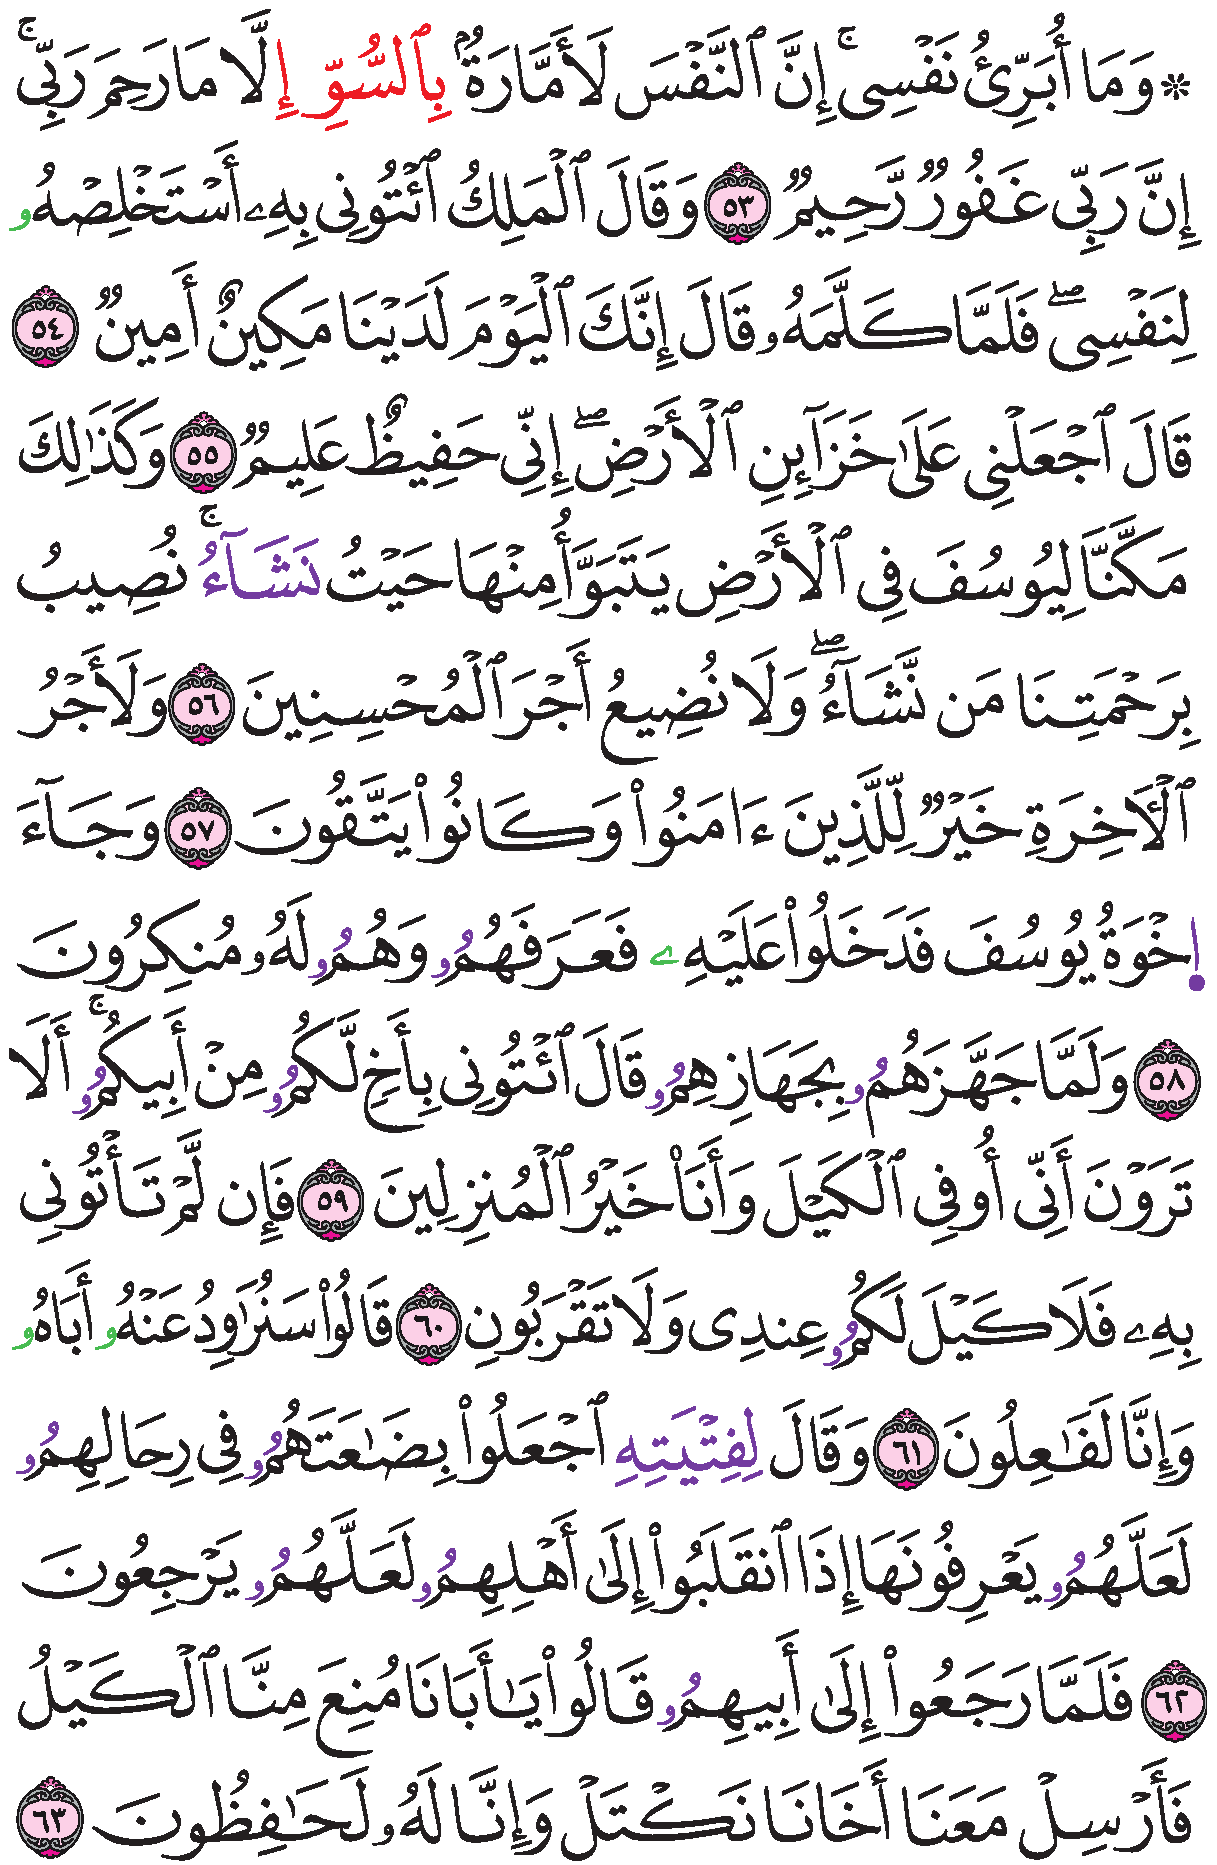 ۞ وَمَا أُبَرِّئُ نَفْسِىۚ إِنَّ ٱلنَّفْسَ لَأَمَّارَةٌۢ بِٱلسُّوِّ إِلَّا مَا رَحِمَ رَبِّىۚ
إِنَّ رَبِّى غَفُورٌ رَّحِيمٌ ٥٣ وَقَالَ ٱلْمَلِكُ ٱئْتُونِى بِهِۦ أَسْتَخْلِصْهُۥ
لِنَفْسِىۖ فَلَمَّا كَلَّمَهُۥ قَالَ إِنَّكَ ٱلْيَوْمَ لَدَيْنَا مَكِينٌ أَمِينٌ ٥٤
قَالَ ٱجْعَلْنِى عَلَىٰ خَزَآئِنِ ٱلْأَرْضِۖ إِنِّى حَفِيظٌ عَلِيمٌ ٥٥ وَكَذَٰلِكَ
مَكَّنَّا لِيُوسُفَ فِى ٱلْأَرْضِ يَتَبَوَّأُ مِنْهَا حَيْثُ نَشَآءُۚ نُصِيبُ
بِرَحْمَتِنَا مَن نَّشَآءُۖ وَلَا نُضِيعُ أَجْرَ ٱلْمُحْسِنِينَ ٥٦ وَلَأَجْرُ
ٱلْأَخِرَةِ خَيْرٌ لِّلَّذِينَ ءَامَنُوا۟ وَكَانُوا۟ يَتَّقُونَ ٥٧ وَجَآءَ
اخْوَةُ يُوسُفَ فَدَخَلُوا۟ عَلَيْهِۦ فَعَرَفَهُمُۥ وَهُمُۥ لَهُۥ مُنكِرُونَ
٥٨ وَلَمَّا جَهَّزَهُمُۥ بِجَهَازِهِمُۥ قَالَ ٱئْتُونِى بِأَخٍ لَّكُمُۥ مِنْ أَبِيكُمُۥۚ أَلَا
تَرَوْنَ أَنِّى أُوفِى ٱلْكَيْلَ وَأَنَا۠ خَيْرُ ٱلْمُنزِلِينَ ٥٩ فَإِن لَّمْ تَأْتُونِى
بِهِۦ فَلَا كَيْلَ لَكُمُۥ عِندِى وَلَا تَقْرَبُونِ ٦٠ قَالُوا۟ سَنُرَٰوِدُ عَنْهُۥ أَبَاهُۥ
وَإِنَّا لَفَٰعِلُونَ ٦١ وَقَالَ لِفِتْيَتِهِ ٱجْعَلُوا۟ بِضَٰعَتَهُمُۥ فِى رِحَالِهِمُۥ
لَعَلَّهُمُۥ يَعْرِفُونَهَا إِذَا ٱنقَلَبُوا۟ إِلَىٰ أَهْلِهِمُۥ لَعَلَّهُمُۥ يَرْجِعُونَ
٦٢ فَلَمَّا رَجَعُوا۟ إِلَىٰ أَبِيهِمُۥ قَالُوا۟ يَٰأَبَانَا مُنِعَ مِنَّا ٱلْكَيْلُ
فَأَرْسِلْ مَعَنَا أَخَانَا نَكْتَلْ وَإِنَّا لَهُۥ لَحَٰفِظُونَ ٦٣